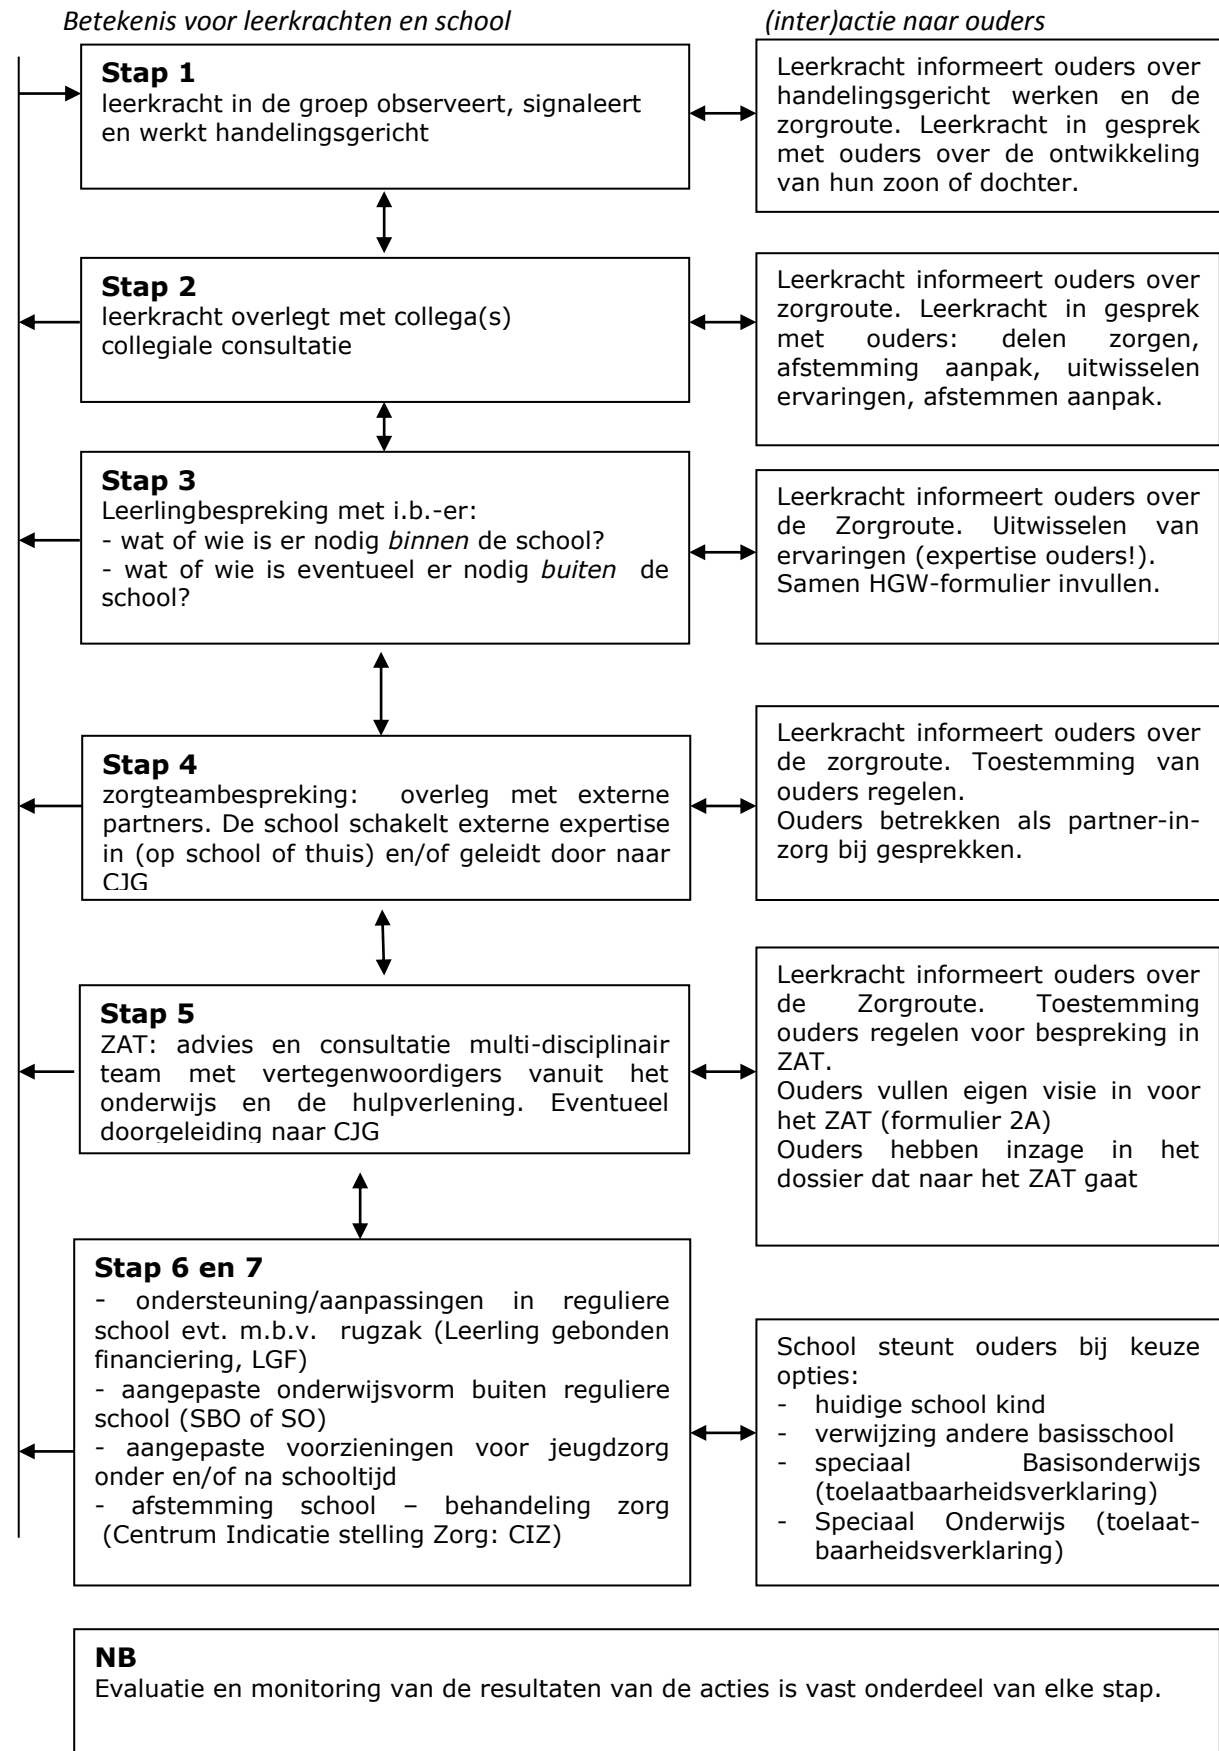 Betekenis voor leerkrachten en school
(inter)actie naar ouders
Stap 1
leerkracht in de groep observeert, signaleert
en werkt handelingsgericht
Leerkracht informeert ouders over
handelingsgericht werken en de
zorgroute. Leerkracht in gesprek
met ouders over de ontwikkeling
van hun zoon of dochter.
Stap 2
leerkracht overlegt met collega(s)
collegiale consultatie
Leerkracht informeert ouders over
zorgroute. Leerkracht in gesprek
met ouders: delen zorgen,
afstemming aanpak, uitwisselen
ervaringen, afstemmen aanpak.
Stap 3
Leerlingbespreking met i.b.-er:
- wat of wie is er nodig binnen de school?
- wat of wie is eventueel er nodig buiten de
school?
Leerkracht informeert ouders over
de Zorgroute. Uitwisselen van
ervaringen (expertise ouders!).
Samen HGW-formulier invullen.
Stap 4
zorgteambespreking: overleg met externe
partners. De school schakelt externe expertise
in (op school of thuis) en/of geleidt door naar
CJG
Leerkracht informeert ouders over
de zorgroute. Toestemming van
ouders regelen.
Ouders betrekken als partner-in-
zorg bij gesprekken.
Stap 5
ZAT: advies en consultatie multi-disciplinair
team met vertegenwoordigers vanuit het
onderwijs en de hulpverlening. Eventueel
doorgeleiding naar CJG
Leerkracht informeert ouders over
de Zorgroute. Toestemming
ouders regelen voor bespreking in
ZAT.
Ouders vullen eigen visie in voor
het ZAT (formulier 2A)
Ouders hebben inzage in het
dossier dat naar het ZAT gaat
Stap 6 en 7
- ondersteuning/aanpassingen in reguliere
school evt. m.b.v. rugzak (Leerling gebonden
financiering, LGF)
- aangepaste onderwijsvorm buiten reguliere
school (SBO of SO)
- aangepaste voorzieningen voor jeugdzorg
onder en/of na schooltijd
- afstemming school – behandeling zorg
(Centrum Indicatie stelling Zorg: CIZ)
School steunt ouders bij keuze
opties:
- huidige school kind
- verwijzing andere basisschool
- speciaal Basisonderwijs
(toelaatbaarheidsverklaring)
- Speciaal Onderwijs (toelaat-
baarheidsverklaring)
NB
Evaluatie en monitoring van de resultaten van de acties is vast onderdeel van elke stap.